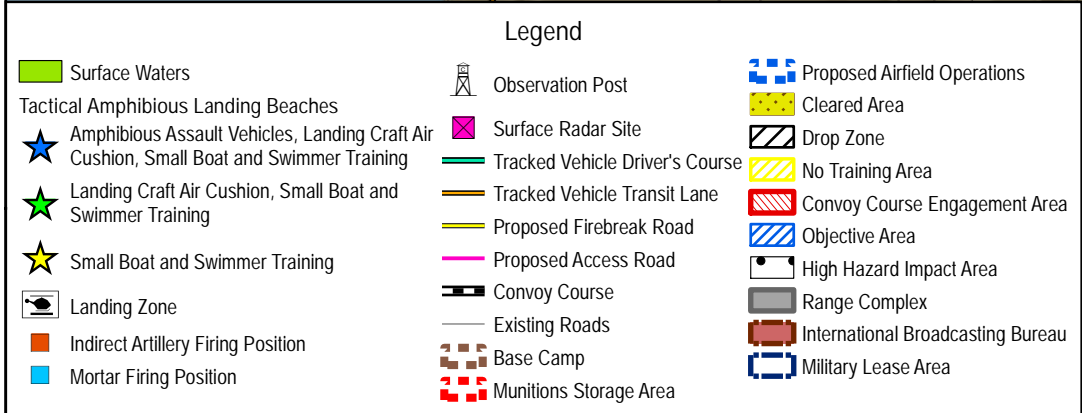 Legend
Surface Waters
Tactical Amphibious Landing Beaches
Amphibious Assault Vehicles, Landing Craft Air
Cushion, Small Boat and Swimmer Training
Landing Craft Air Cushion, Small Boat and
Swimmer Training
Small Boat and Swimmer Training
Landing Zone
Indirect Artillery Firing Position
Mortar Firing Position
Observation Post
Surface Radar Site
Tracked Vehicle Driver's Course
Tracked Vehicle Transit Lane
Proposed Firebreak Road
Proposed Access Road
Convoy Course
Existing Roads
Base Camp
Munitions Storage Area
Proposed Airfield Operations
Cleared Area
Drop Zone
No Training Area
Convoy Course Engagement Area
Objective Area
High Hazard Impact Area
Range Complex
International Broadcasting Bureau
Military Lease Area